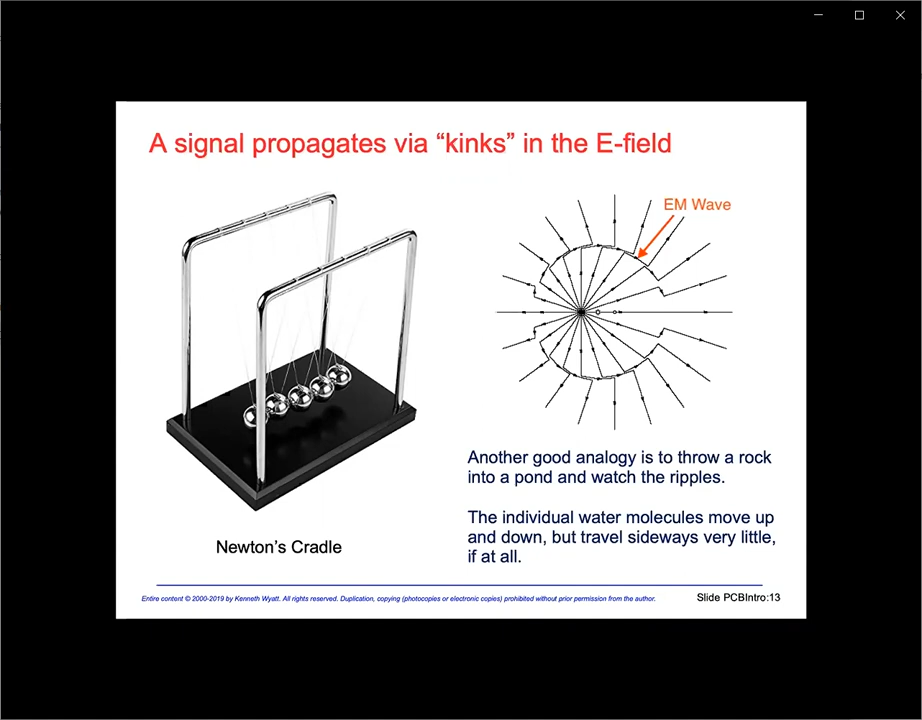 A signal propagates via “kinks” in the E-field
EM Wave
Another good analogy is to throw a rock
into a pond and watch the ripples.
The individual water molecules move up
and down, but travel sideways very little,
if at all.
Newton’s Cradle
Entire content © 2000-2019 by Kenneth Wyatt. All rights reserved. Duplication, copying (photocopies or electronic copies) prohibited without prior permission from the author.
Slide PCBIntro:13